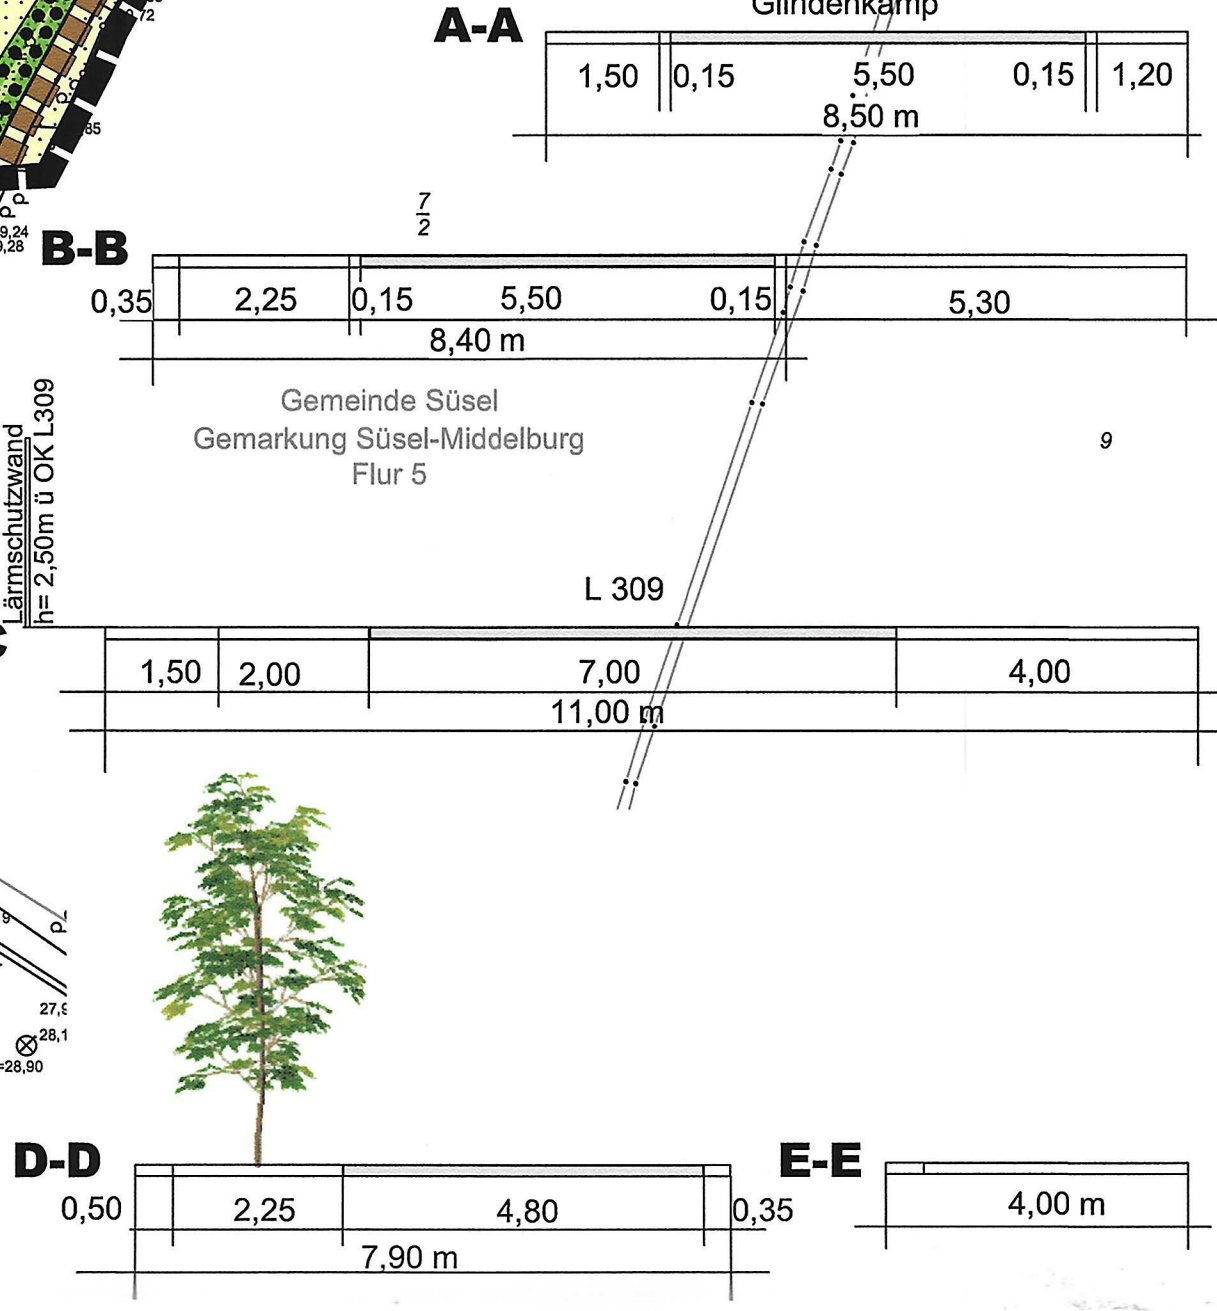 Glindenkamp
A-A
1,50 0,15 5,50 0,15 1,20
8,50 m
7
2
B-B
0,35 2,25 0,15 5,50 0,15 5,30
8,40 m
Gemeinde Süsel
Gemarkung Süsel-Middelburg
Flur 5
9
Lärmschutzwand
h= 2,50m ü OK L309
L 309
1,50 2,00 7,00 4,00
11,00 m
28,90
D-D
0,50 2,25 4,80 0,35
7,90 m
E-E
4,00 m